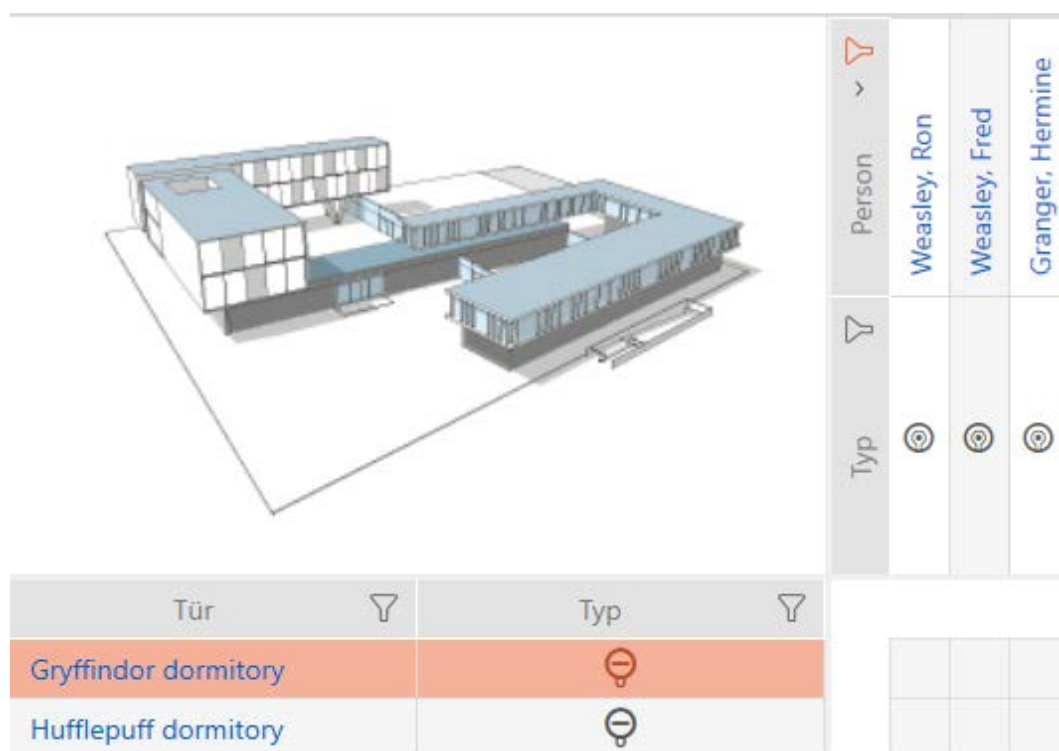 Person
Weasley, Ron
Weasley, Fred
Granger, Hermine
Typ
Tür
Typ
Gryffindor dormitory
Hufflepuff dormitory